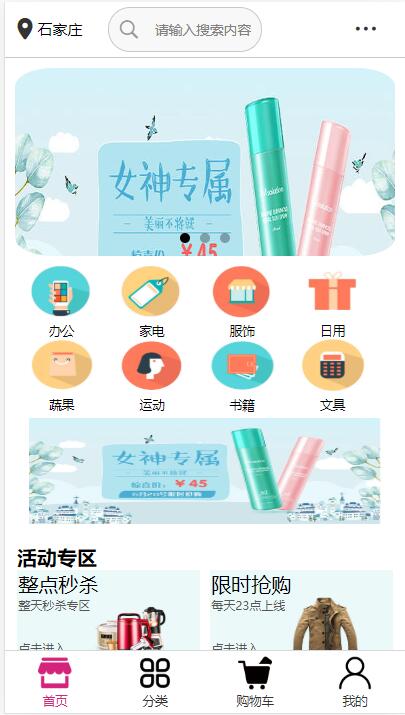 石家庄
请输入搜索内容
女神专属
美丽不将就
惊喜价
￥45
办公
家电
服饰
日用
蔬果
运动
书籍
文具
女神专属
美丽不将就
惊喜价:
￥45
活动专区
整点秒杀
整天秒杀专区
点击进入
限时抢购
每天23点上线
点击进入
首页
分类
购物车
我的